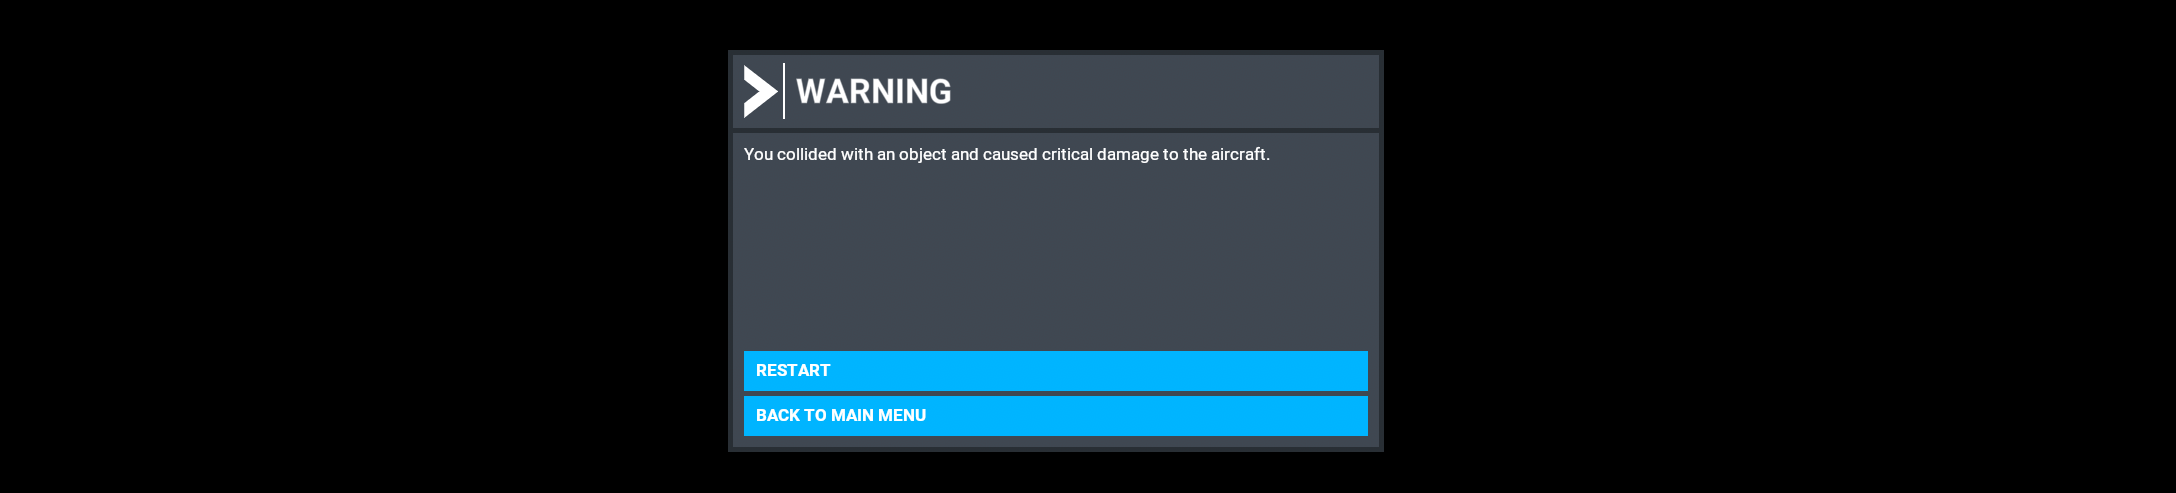 WARNING
You collided with an object and caused critical damage to the aircraft.
RESTART
BACK TO MAIN MENU